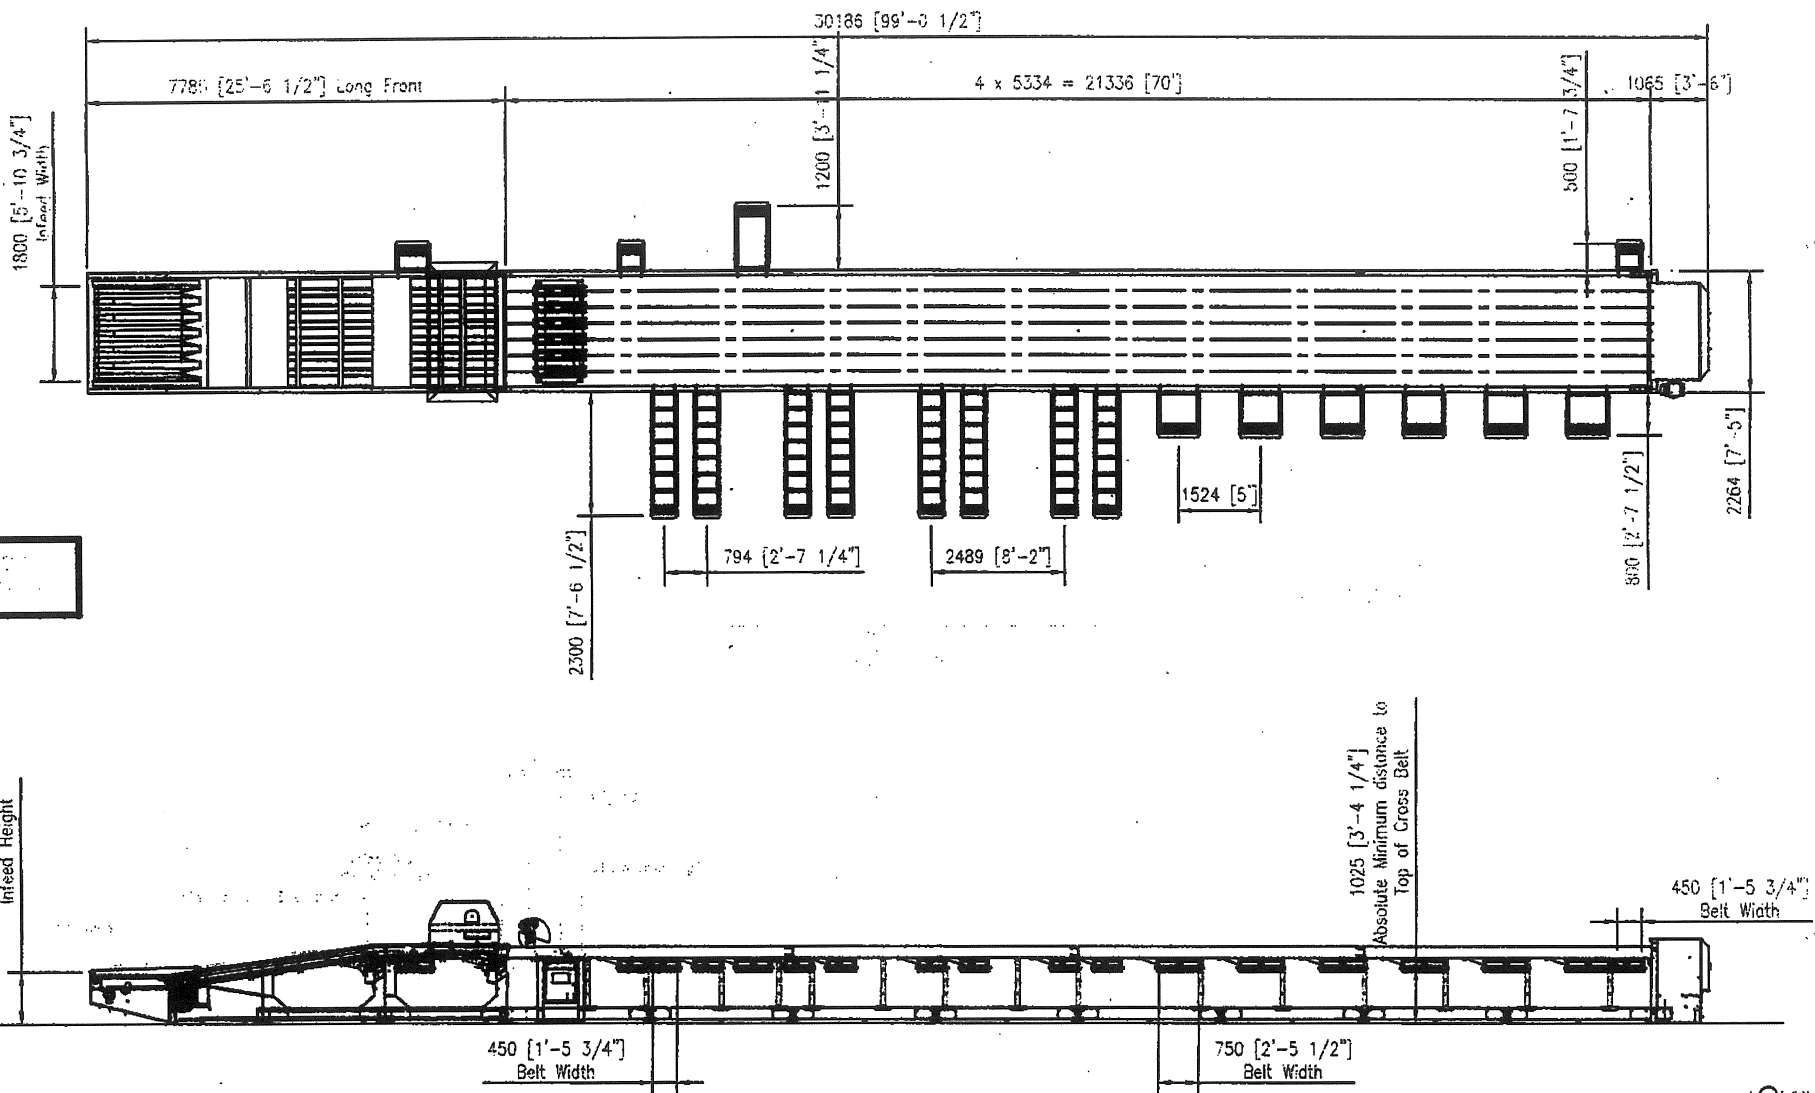 30186 [99'-0 1/2"]
7785 [25'-6 1/2"] Long Front
4 x 5334 = 21336 [70']
1065 [3'-6"]
1800 [5'-10 3/4"]
Infeed Width
1200 [3'-11 1/4"]
500 [1'-7 3/4"]
1524 [5']
794 [2'-7 1/4"]
2489 [8'-2"]
2300 [7'-6 1/2"]
800 [2'-7 1/2"]
2264 [7'-5"]
Infeed Height
1025 [3'-4 1/4"]
Absolute Minimum distance to
Top of Cross Belt
450 [1'-5 3/4"]
Belt Width
450 [1'-5 3/4"]
Belt Width
750 [2'-5 1/2"]
Belt Width